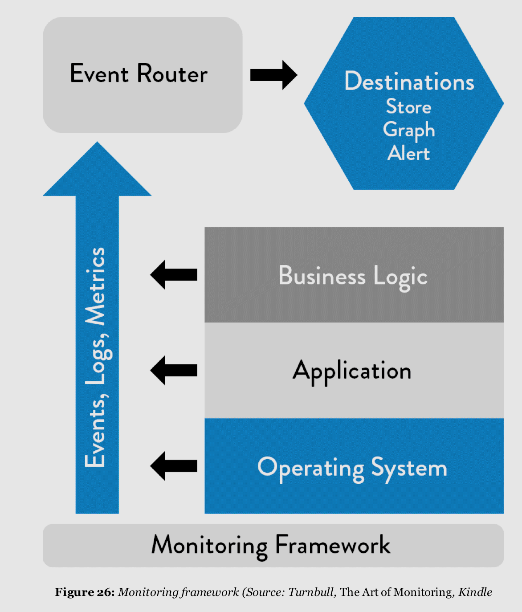 Event Router
Destinations
Store
Graph
Alert
Events, Logs, Metrics
Business Logic
Application
Operating System
Monitoring Framework
Figure 26: Monitoring framework (Source: Turnbull, The Art of Monitoring, Kindle